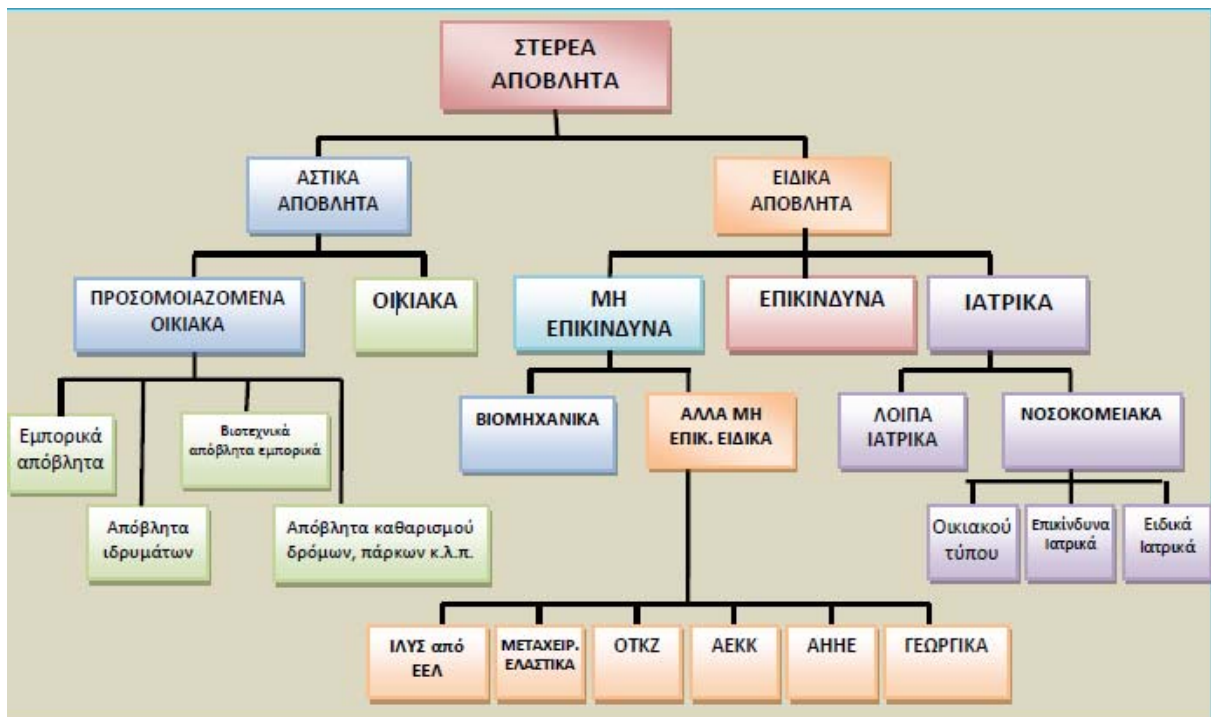 ΣΤΕΡΕΑ
ΑΠΟΒΛΗΤΑ
ΑΣΤΙΚΑ
ΑΠΟΒΛΗΤΑ
ΕΙΔΙΚΑ
ΑΠΟΒΛΗΤΑ
ΠΡΟΣΟΜΟΙΑΖΟΜΕΝΑ
ΟΙΚΙΑΚΑ
ΟΙΚΙΑΚΑ
ΜΗ
ΕΠΙΚΙΝΔΥΝΑ
ΕΠΙΚΙΝΔΥΝΑ
ΙΑΤΡΙΚΑ
Εμπορικά
απόβλητα
Βιοτεχνικά
απόβλητα εμπορικά
ΒΙΟΜΗΧΑΝΙΚΑ
ΑΛΛΑ ΜΗ
ΕΠΙΚ. ΕΙΔΙΚΑ
ΛΟΙΠΑ
ΙΑΤΡΙΚΑ
ΝΟΣΟΚΟΜΕΙΑΚΑ
Απόβλητα
ιδρυμάτων
Απόβλητα καθαρισμού
δρόμων, πάρκων κ.λ.π.
Οικιακού
τύπου
Επικίνδυνα
Ιατρικά
Ειδικά
Ιατρικά
ΙΛΥΣ από
ΕΕΛ
ΜΕΤΑΧΕΙΡ.
ΕΛΑΣΤΙΚΑ
ΟΤΚΖ
ΑΕΚΚ
ΑΗΗΕ
ΓΕΩΡΓΙΚΑ